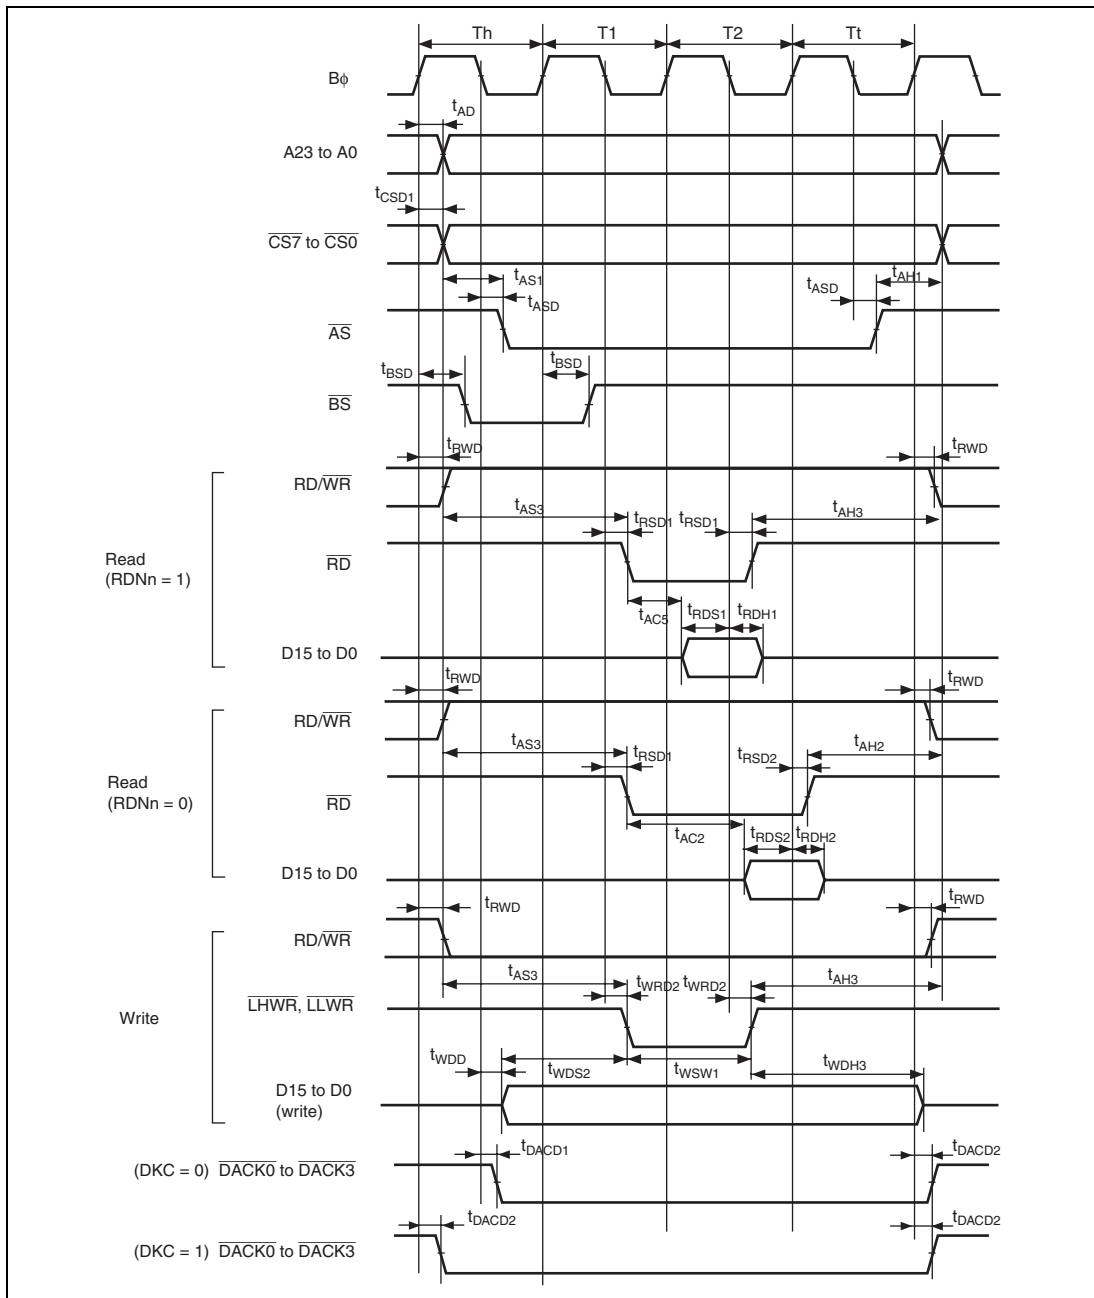 Th T1 T2 Tt
Bϕ
tAD
A23 to A0
tCSD1
CS7 to CS0
tAS1 tAH1
tASD tASD
AS
tBSD tBSD
BS
tRWD tRWD
RD/WR
tAS3 tRSD1 tRSD1 tAH3
Read
(RDNn = 1)
RD
tAC5 tRDS1 tRDH1
D15 to D0
tRWD tRWD
RD/WR
tAS3 tRSD1 tRSD2 tAH2
Read
(RDNn = 0)
RD
tAC2 tRDS2 tRDH2
D15 to D0
tRWD tRWD
RD/WR
tAS3 tWRD2 tWRD2 tAH3
LHWR, LLWR
Write
tWDD tWDS2 tWSW1 tWDH3
D15 to D0
(write)
tDACD1 tDACD2
(DKC = 0) DACK0 to DACK3
tDACD2 tDACD2
(DKC = 1) DACK0 to DACK3